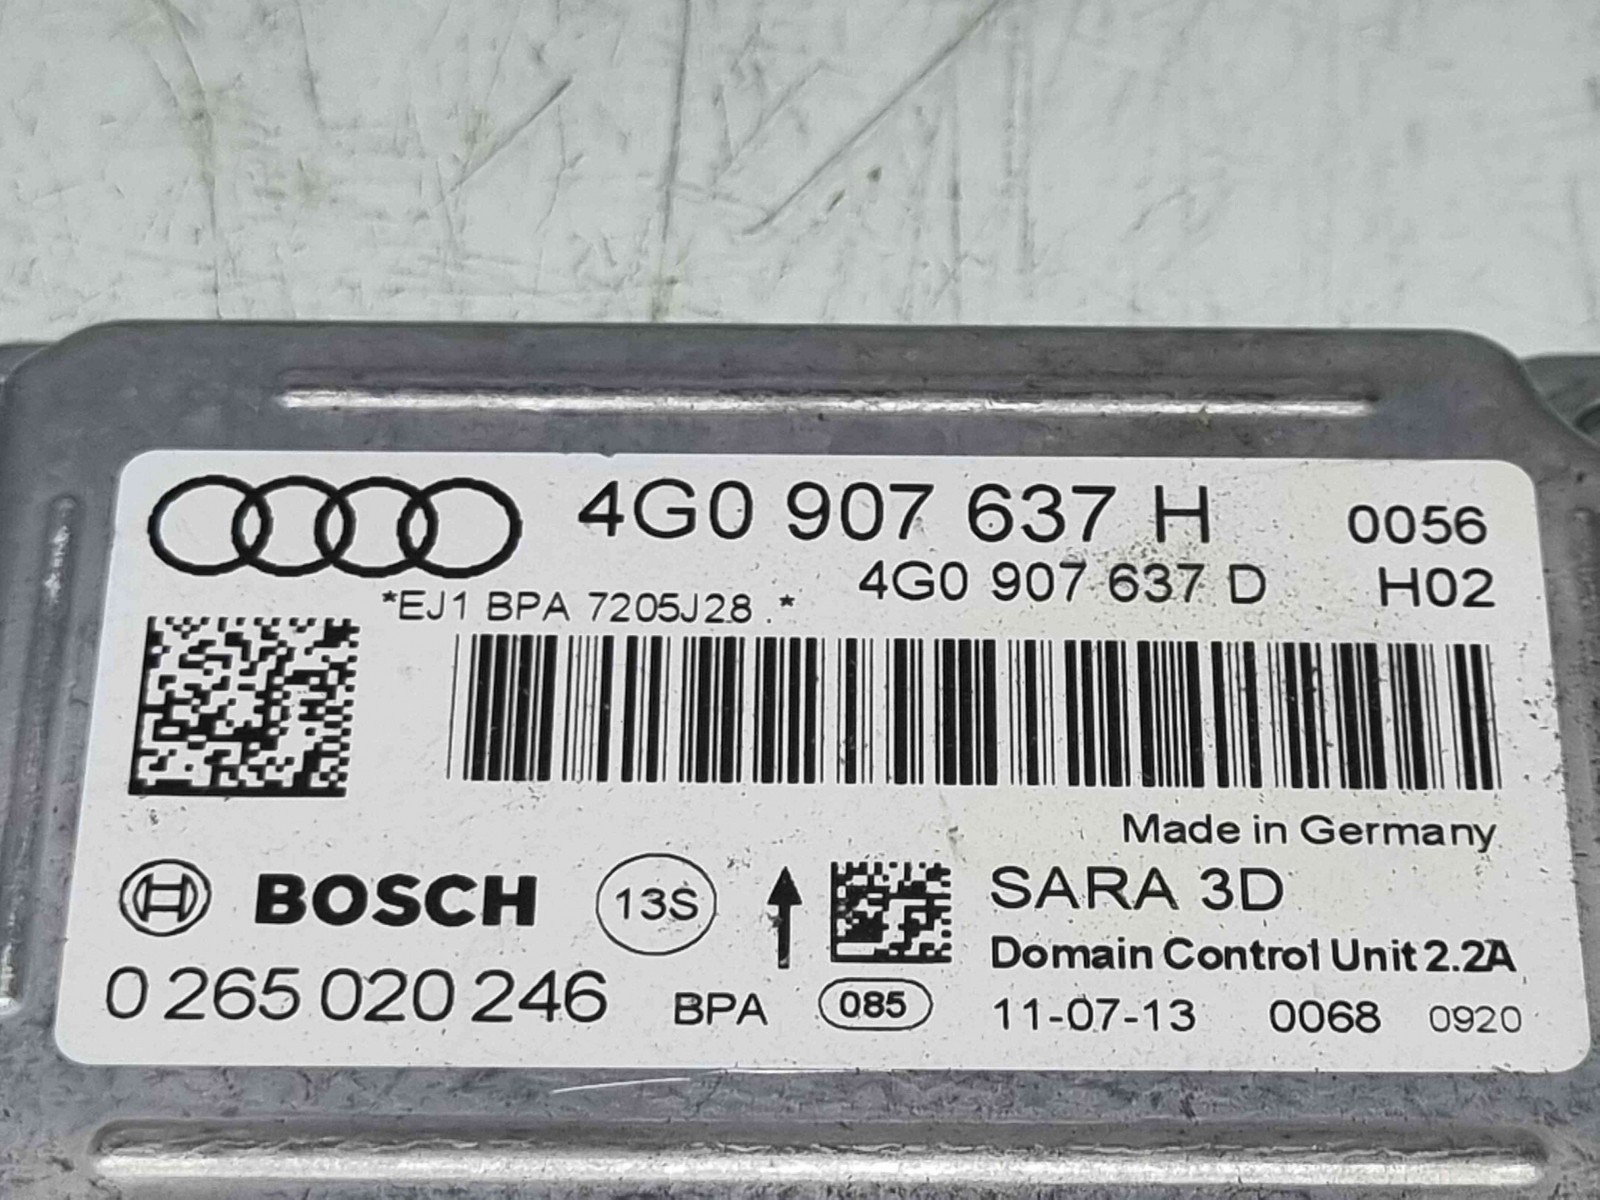 4G0 907 637 H 0056
4G0 907 637 D H02
*EJ1 BPA 7205J28 .*
Made in Germany
BOSCH 13S SARA 3D
Domain Control Unit 2.2A
0 265 020 246 BPA 085 11-07-13 0068 0920